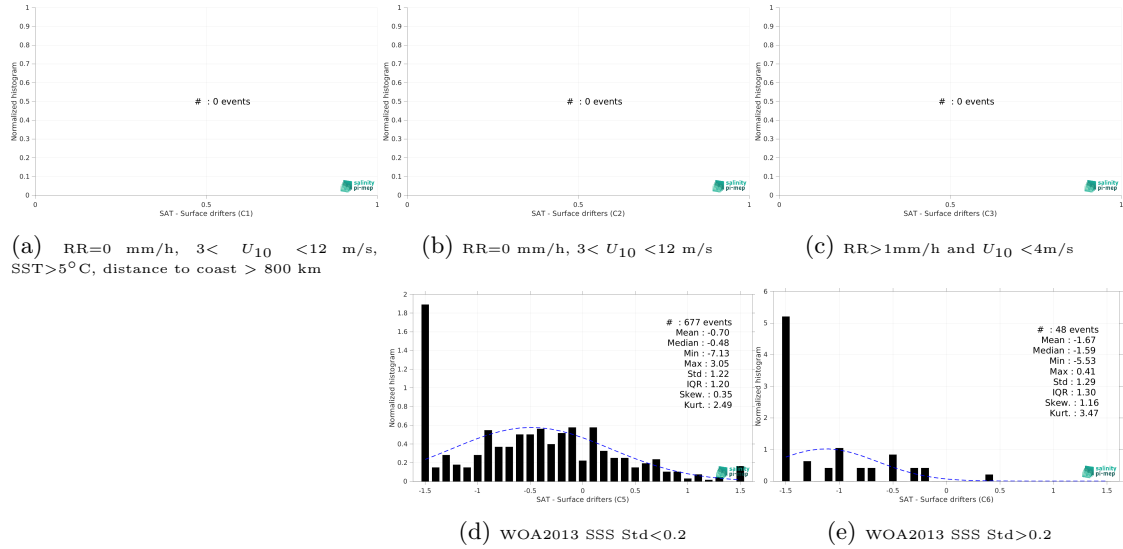 Normalized histogram
1
0.9
0.8
0.7
0.6
0.5
0.4
0.3
0.2
0.1
0
# : 0 events
0 0.5 1
SAT - Surface drifters (C1)
salinity
pi-mep
(a) RR=0 mm/h, 3< U10 <12 m/s,
SST>5°C, distance to coast > 800 km
Normalized histogram
1
0.9
0.8
0.7
0.6
0.5
0.4
0.3
0.2
0.1
0
# : 0 events
0 0.5 1
SAT - Surface drifters (C2)
salinity
pi-mep
(b) RR=0 mm/h, 3< U10 <12 m/s
Normalized histogram
1
0.9
0.8
0.7
0.6
0.5
0.4
0.3
0.2
0.1
0
# : 0 events
0 0.5 1
SAT - Surface drifters (C3)
salinity
pi-mep
(c) RR>1mm/h and U10 <4m/s
Normalized histogram
2
1.8
1.6
1.4
1.2
1
0.8
0.6
0.4
0.2
0
# : 677 events
Mean : -0.70
Median : -0.48
Min : -7.13
Max : 3.05
Std : 1.22
IQR : 1.20
Skew. : 0.35
Kurt. : 2.49
salinity
pi-mep
-1.5 -1 -0.5 0 0.5 1 1.5
SAT - Surface drifters (C5)
(d) WOA2013 SSS Std<0.2
Normalized histogram
6
5
4
3
2
1
0
# : 48 events
Mean : -1.67
Median : -1.59
Min : -5.53
Max : 0.41
Std : 1.29
IQR : 1.30
Skew. : 1.16
Kurt. : 3.47
salinity
pi-mep
-1.5 -1 -0.5 0 0.5 1 1.5
SAT - Surface drifters (C6)
(e) WOA2013 SSS Std>0.2